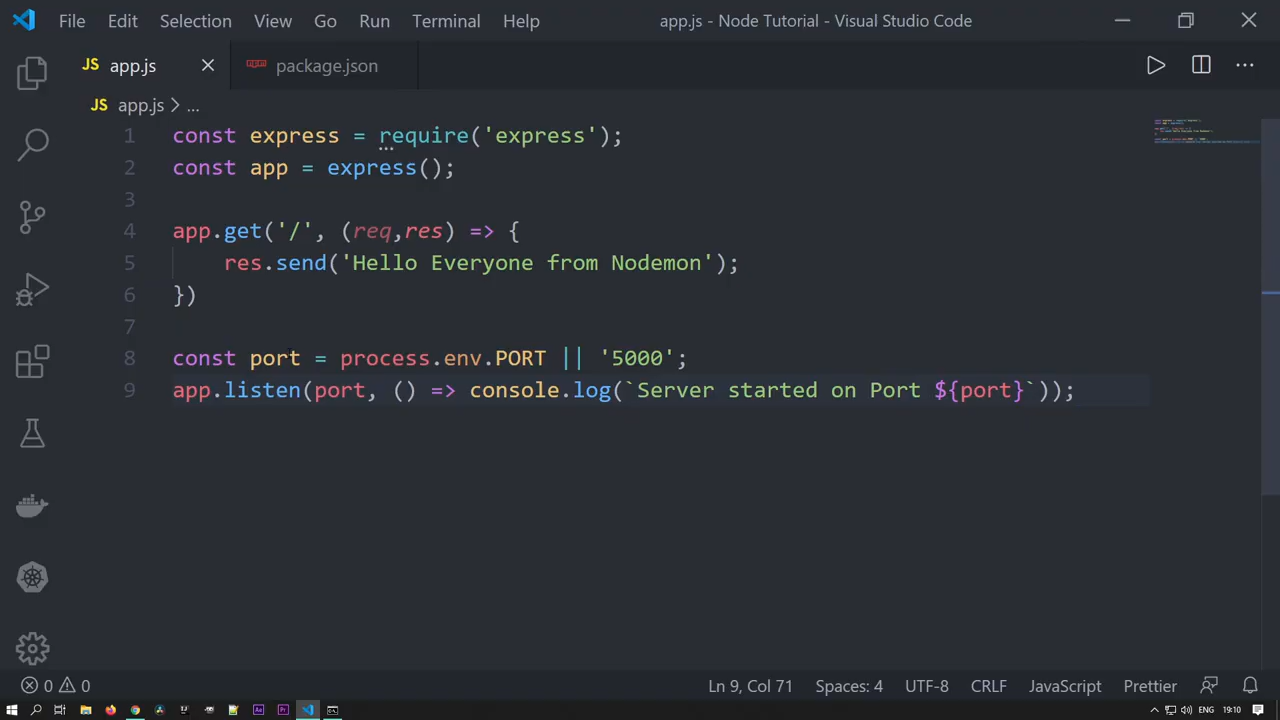 File Edit Selection View Go Run Terminal Help app.js - Node Tutorial - Visual Studio Code
JS app.js package.json
JS app.js > ...
1 const express = require('express');
2 const app = express();
3
4 app.get('/', (req,res) => {
5     res.send('Hello Everyone from Nodemon');
6 })
7
8 const port = process.env.PORT || '5000';
9 app.listen(port, () => console.log(`Server started on Port ${port}`));
0 0 Ln 9, Col 71 Spaces: 4 UTF-8 CRLF JavaScript Prettier
ENG 19:10